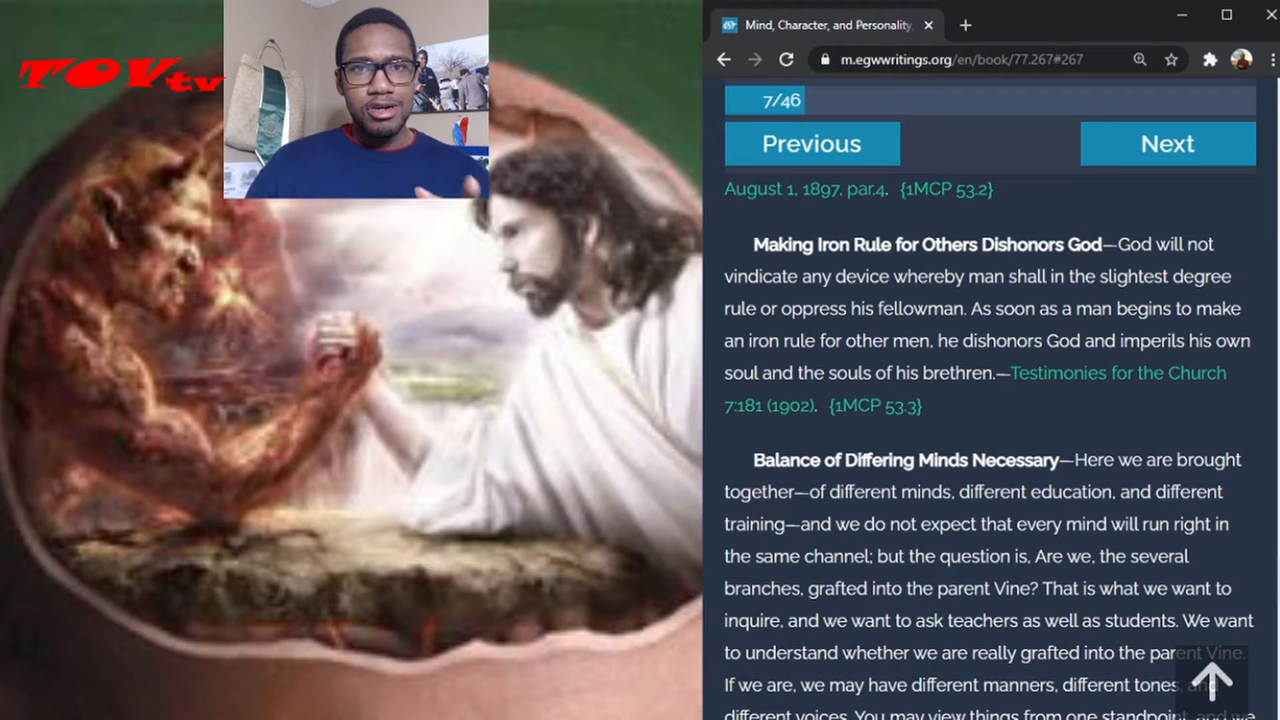 TOVtv
Mind, Character, and Personality,
m.egwwritings.org/en/book/77.267#267
7/46
Previous
Next
August 1, 1897, par.4. {1MCP 53.2}
Making Iron Rule for Others Dishonors God—God will not
vindicate any device whereby man shall in the slightest degree
rule or oppress his fellowman. As soon as a man begins to make
an iron rule for other men, he dishonors God and imperils his own
soul and the souls of his brethren.—Testimonies for the Church
7:181 (1902). {1MCP 53.3}
Balance of Differing Minds Necessary—Here we are brought
together—of different minds, different education, and different
training—and we do not expect that every mind will run right in
the same channel; but the question is, Are we, the several
branches, grafted into the parent Vine? That is what we want to
inquire, and we want to ask teachers as well as students. We want
to understand whether we are really grafted into the parent Vine.
If we are, we may have different manners, different tones, and
different voices. You may view things from one standpoint, and we